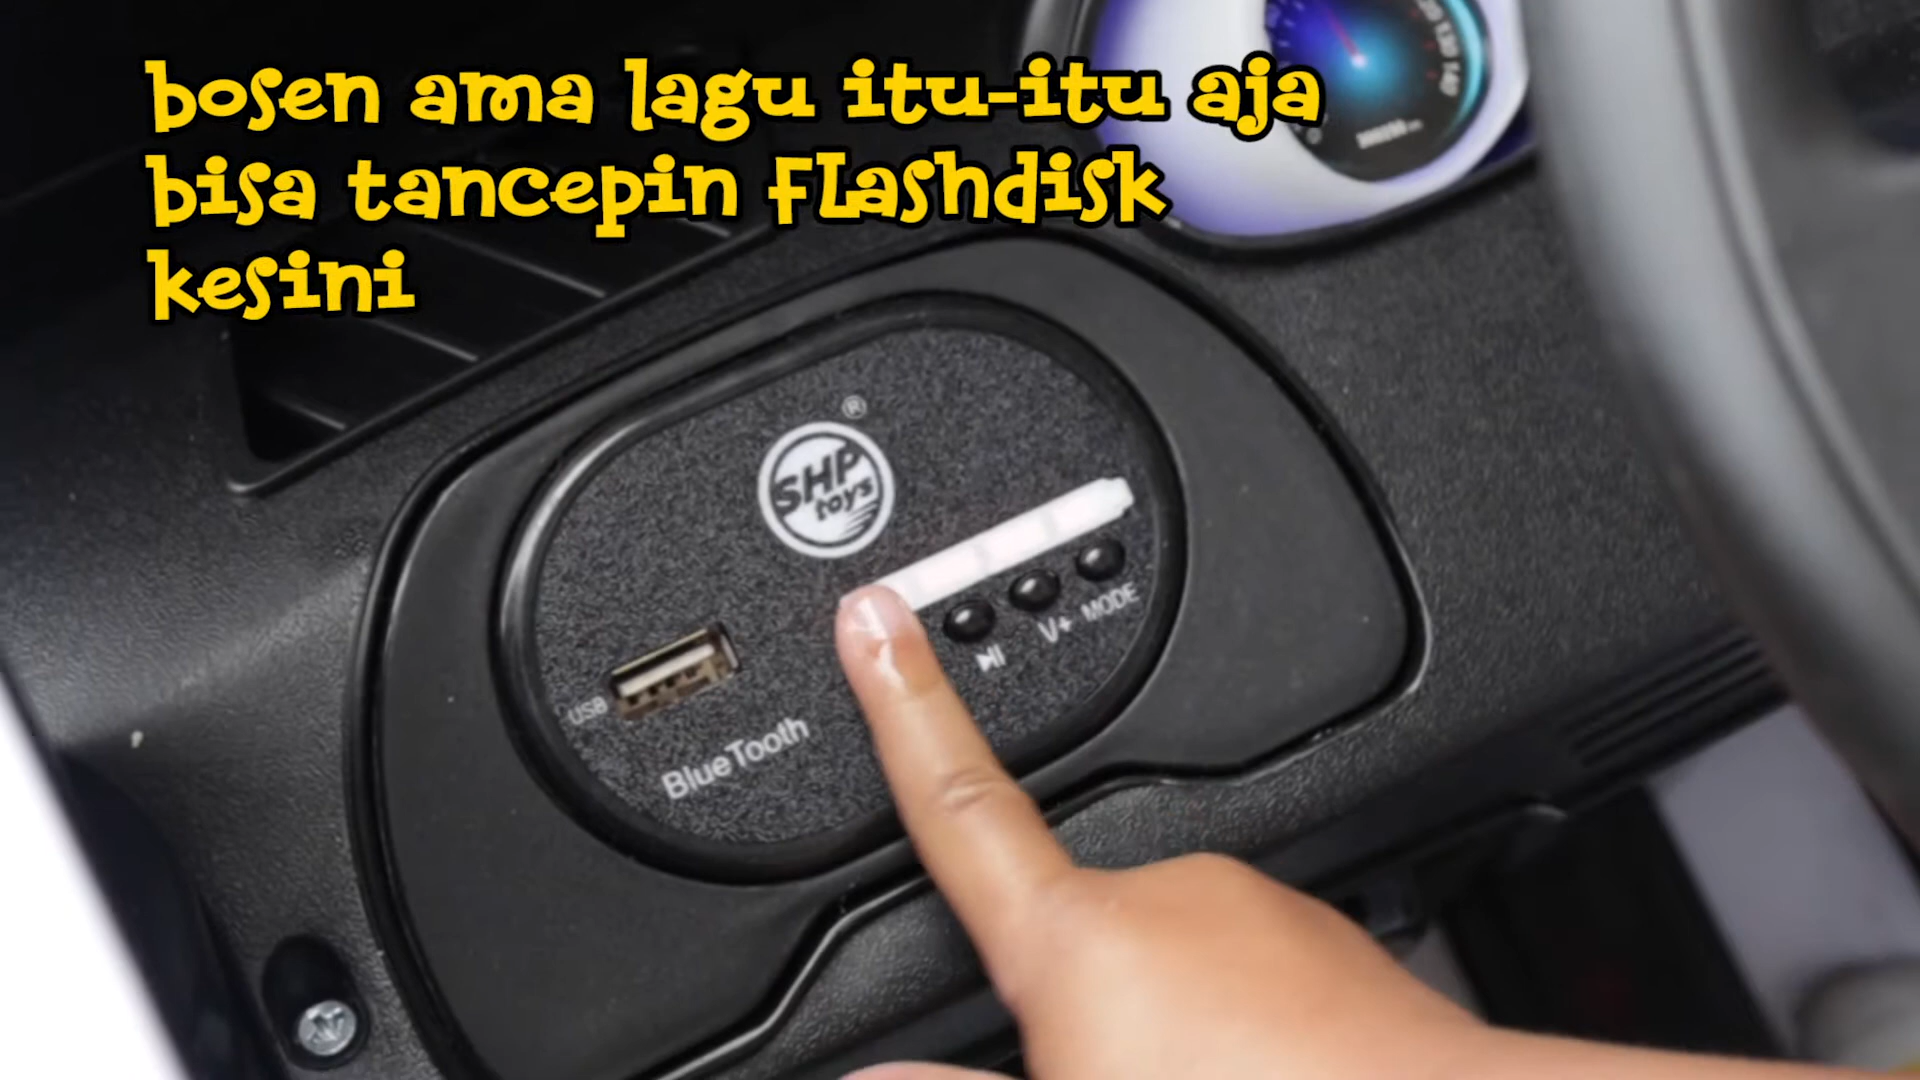 bosen ama lagu itu-itu aja
bisa tancepin FLashdisk
kesini
®
SHP
toys
USB
BlueTooth
V+ MODE